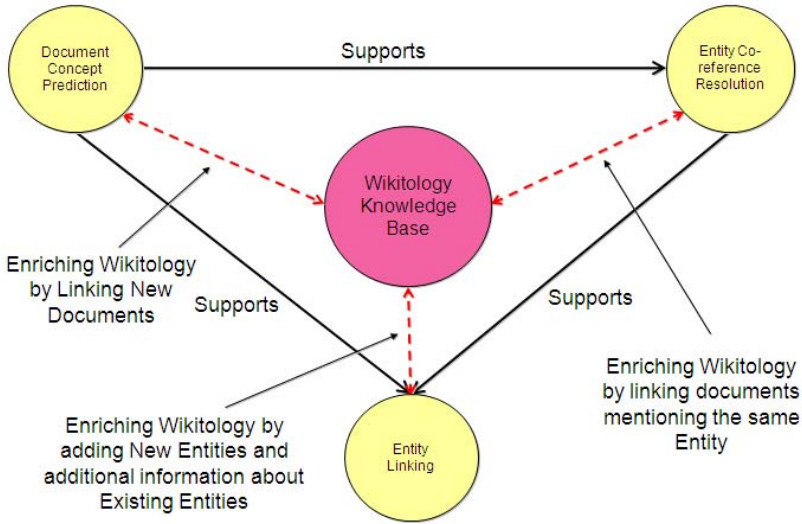 Document
Concept
Prediction
Supports
Entity Co-
reference
Resolution
Wikitology
Knowledge
Base
Enriching Wikitology
by Linking New
Documents
Supports
Supports
Enriching Wikitology
by linking documents
mentioning the same
Entity
Enriching Wikitology by
adding New Entities and
additional information about
Existing Entities
Entity
Linking